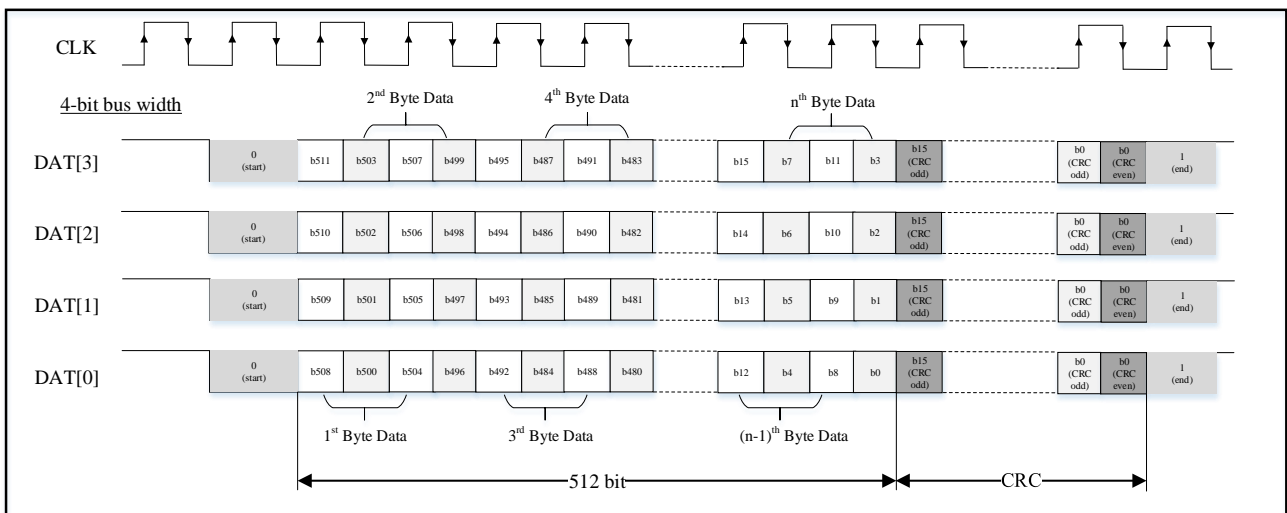 CLK
4-bit bus width
2nd Byte Data 4th Byte Data nth Byte Data
DAT[3] 0 (start) b511 b503 b507 b499 b495 b487 b491 b483 b15 b7 b11 b3 b15 (CRC odd) b0 (CRC odd) b0 (CRC even) 1 (end)
DAT[2] 0 (start) b510 b502 b506 b498 b494 b486 b490 b482 b14 b6 b10 b2 b15 (CRC odd) b0 (CRC odd) b0 (CRC even) 1 (end)
DAT[1] 0 (start) b509 b501 b505 b497 b493 b485 b489 b481 b13 b5 b9 b1 b15 (CRC odd) b0 (CRC odd) b0 (CRC even) 1 (end)
DAT[0] 0 (start) b508 b500 b504 b496 b492 b484 b488 b480 b12 b4 b8 b0 b15 (CRC odd) b0 (CRC odd) b0 (CRC even) 1 (end)
1st Byte Data 3rd Byte Data (n-1)th Byte Data
512 bit CRC